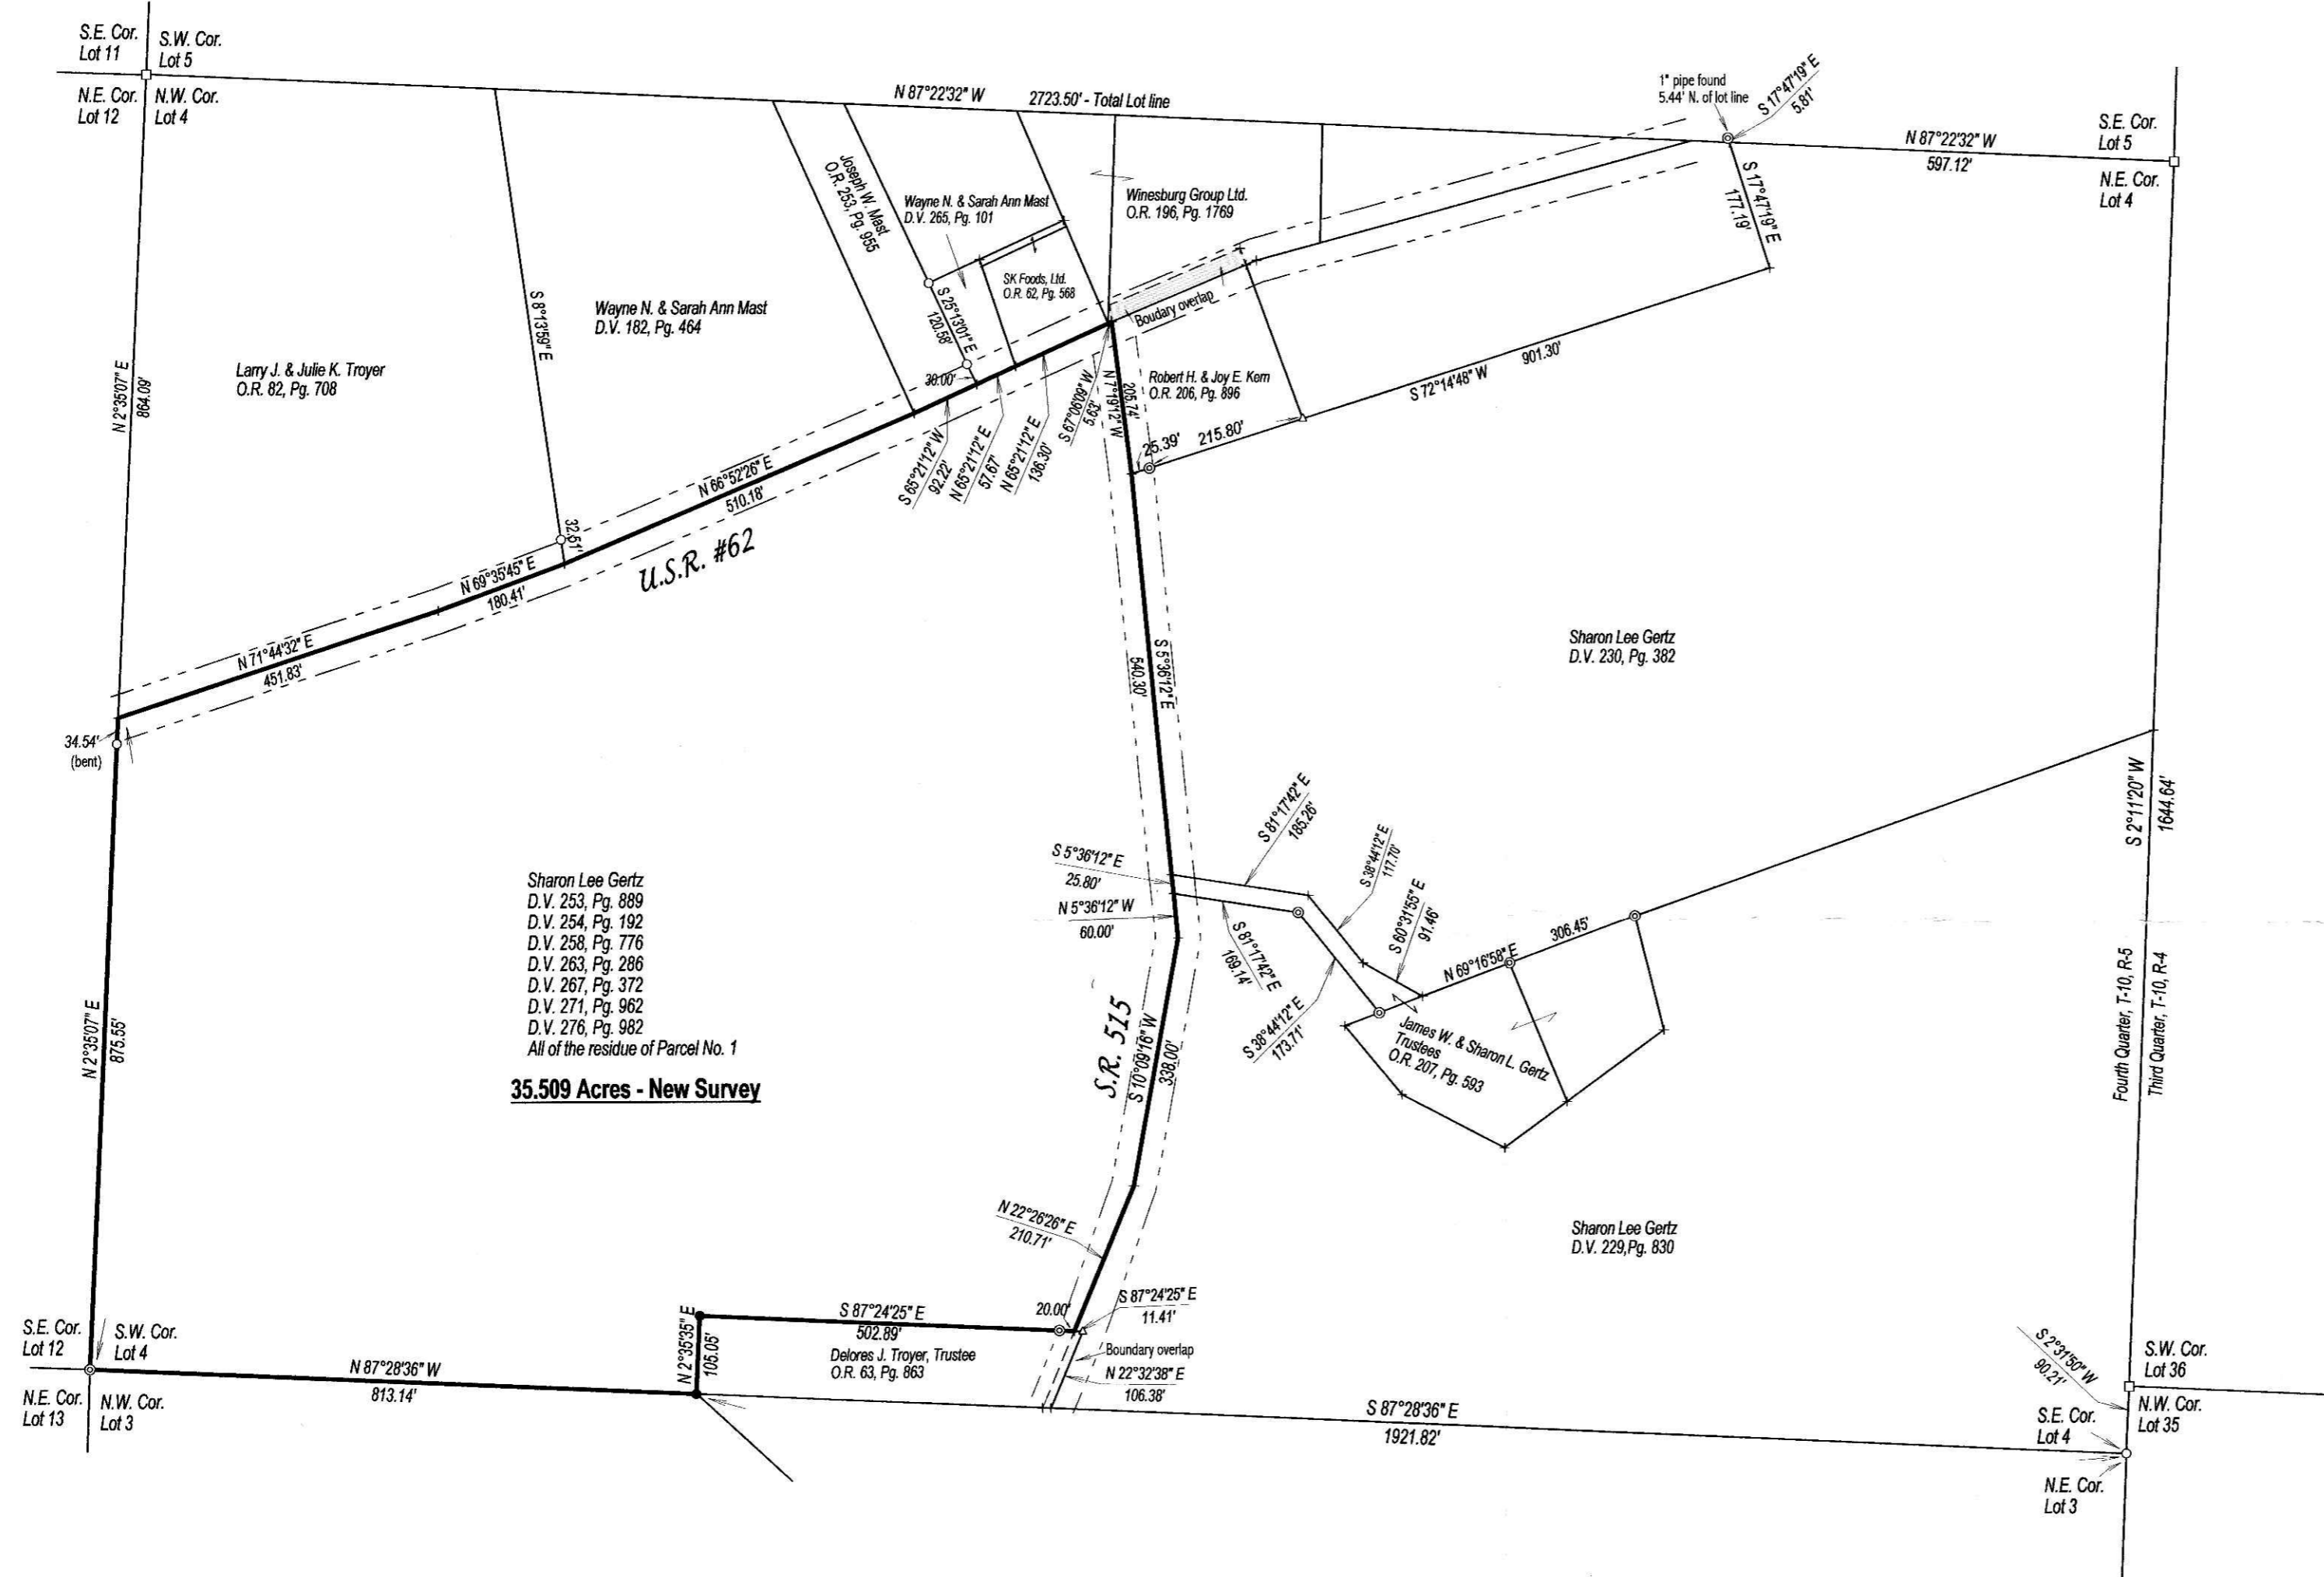 S.E. Cor.
Lot 11
S.W. Cor.
Lot 5
N.E. Cor.
Lot 12
N.W. Cor.
Lot 4
N 87°22'32" W
2723.50' - Total Lot line
1" pipe found
5.44' N. of lot line
S 17°47'19" E
5.81'
N 87°22'32" W
597.12'
S.E. Cor.
Lot 5
N.E. Cor.
Lot 4
S 17°47'19" E
177.19'
Joseph W. Mast
O.R. 253, Pg. 955
Wayne N. & Sarah Ann Mast
D.V. 265, Pg. 101
Winesburg Group Ltd.
O.R. 196, Pg. 1769
SK Foods, Ltd.
O.R. 62, Pg. 568
S 25°13'01" E
120.58'
30.00'
Boudary overlap
Wayne N. & Sarah Ann Mast
D.V. 182, Pg. 464
S 8°13'59" E
Larry J. & Julie K. Troyer
O.R. 82, Pg. 708
N 2°35'07" E
864.09'
Robert H. & Joy E. Kern
O.R. 206, Pg. 896
S 72°14'48" W
901.30'
205.74'
N 7°19'12" W
S 67°06'09" W
5.63'
25.39'
215.80'
S 65°21'12" W
92.22'
N 65°21'12" E
57.67'
N 65°21'12" E
136.30'
N 66°52'26" E
510.18'
32.51'
N 69°35'45" E
180.41'
U.S.R. #62
N 71°44'32" E
451.83'
34.54'
(bent)
S 5°36'12" E
540.30'
Sharon Lee Gertz
D.V. 230, Pg. 382
S 2°11'20" W
1644.64'
S 81°17'42" E
185.26'
S 38°44'12" E
117.70'
S 60°31'55" E
91.46'
S 5°36'12" E
25.80'
N 5°36'12" W
60.00'
S 81°17'42" E
169.14'
S 38°44'12" E
173.71'
N 69°16'58" E
306.45'
James W. & Sharon L. Gertz
Trustees
O.R. 207, Pg. 593
Sharon Lee Gertz
D.V. 253, Pg. 889
D.V. 254, Pg. 192
D.V. 258, Pg. 776
D.V. 263, Pg. 286
D.V. 267, Pg. 372
D.V. 271, Pg. 962
D.V. 276, Pg. 982
All of the residue of Parcel No. 1
35.509 Acres - New Survey
N 2°35'07" E
875.55'
S.R. 515
S 10°09'16" W
338.00'
Fourth Quarter, T-10, R-5
Third Quarter, T-10, R-4
N 22°26'26" E
210.71'
Sharon Lee Gertz
D.V. 229,Pg. 830
S 87°24'25" E
502.89'
20.00'
S 87°24'25" E
11.41'
N 2°35'35" E
105.05'
Delores J. Troyer, Trustee
O.R. 63, Pg. 863
Boundary overlap
N 22°32'38" E
106.38'
S.E. Cor.
Lot 12
S.W. Cor.
Lot 4
N.E. Cor.
Lot 13
N.W. Cor.
Lot 3
N 87°28'36" W
813.14'
S 87°28'36" E
1921.82'
S 2°31'50" W
90.21'
S.W. Cor.
Lot 36
N.W. Cor.
Lot 35
S.E. Cor.
Lot 4
N.E. Cor.
Lot 3